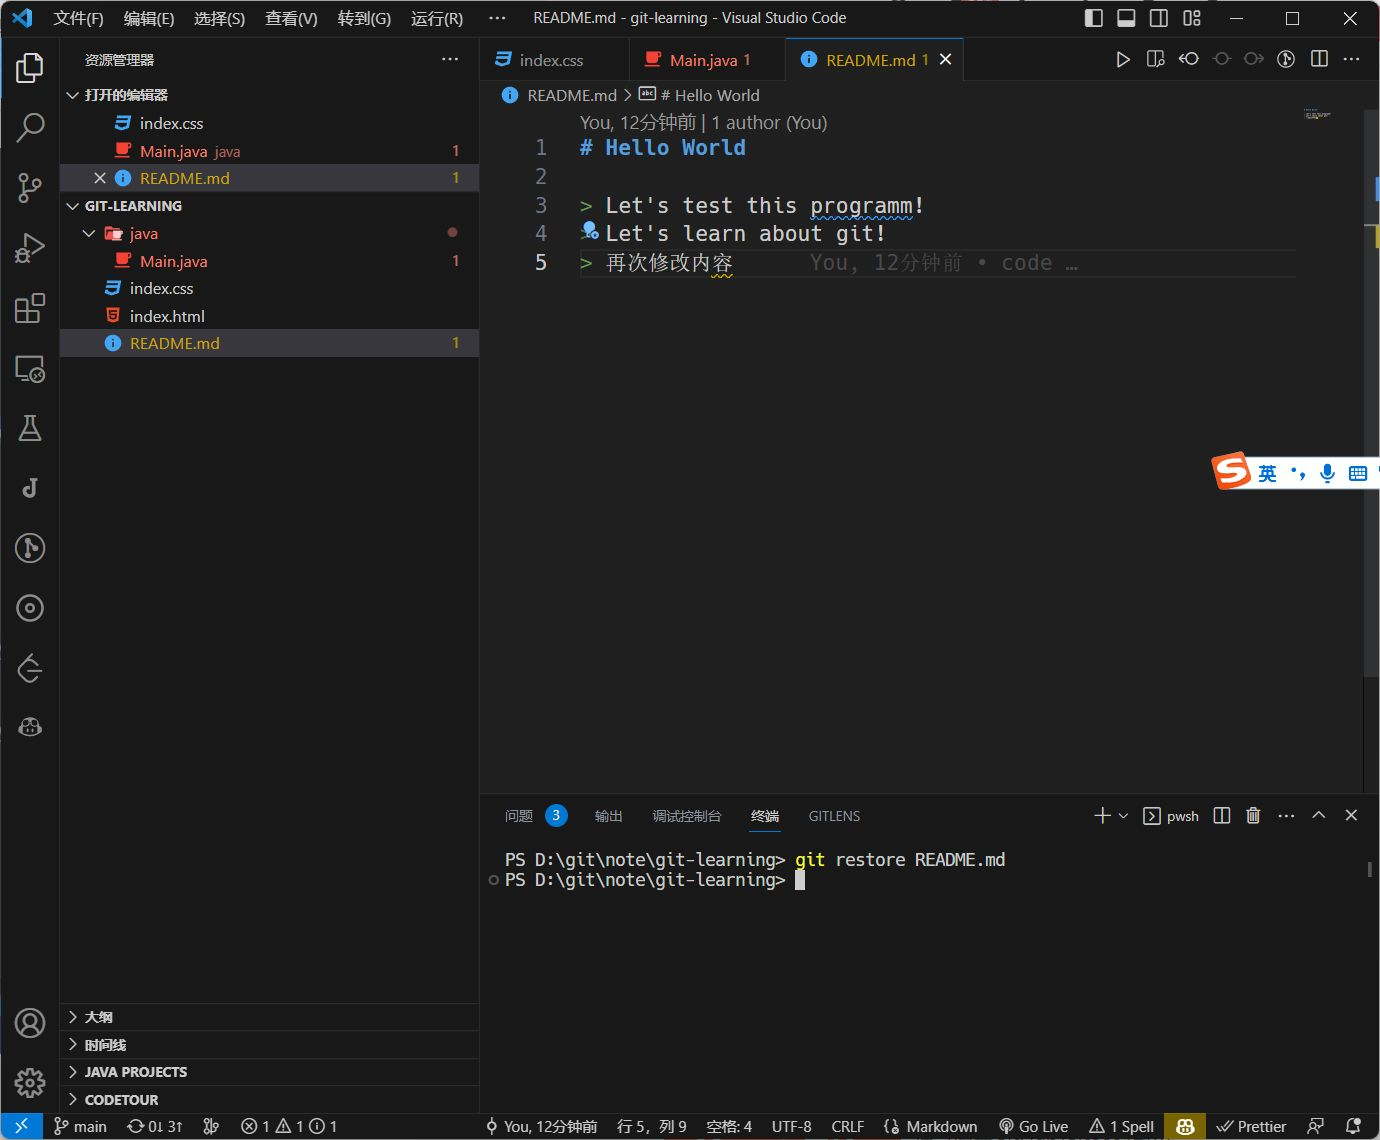 文件(F) 编辑(E) 选择(S) 查看(V) 转到(G) 运行(R) ··· README.md - git-learning - Visual Studio Code
资源管理器 ···
打开的编辑器
index.css
Main.java java 1
README.md 1
GIT-LEARNING
java
Main.java 1
index.css
index.html
README.md 1
大纲
时间线
JAVA PROJECTS
CODETOUR
index.css Main.java 1 README.md 1
README.md > # Hello World
You, 12分钟前 | 1 author (You)
1 # Hello World
2
3 > Let's test this programm!
4 > Let's learn about git!
5 > 再次修改内容 You, 12分钟前 • code …
英
问题 3 输出 调试控制台 终端 GITLENS pwsh
PS D:\git\note\git-learning> git restore README.md
PS D:\git\note\git-learning>
main 0↓ 3↑ 1 1 1 You, 12分钟前 行 5，列 9 空格: 4 UTF-8 CRLF Markdown Go Live 1 Spell Prettier